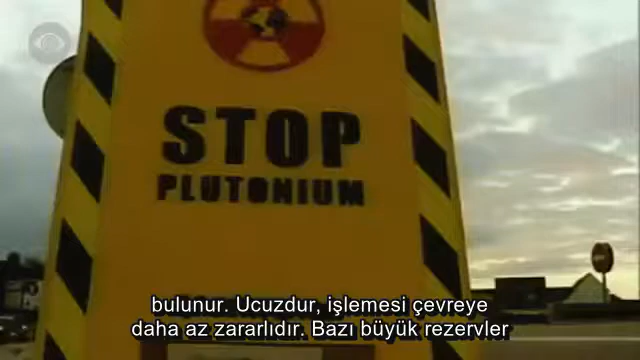 STOP
PLUTONIUM
bulunur. Ucuzdur, işlemesi çevreye
daha az zararlıdır. Bazı büyük rezervler